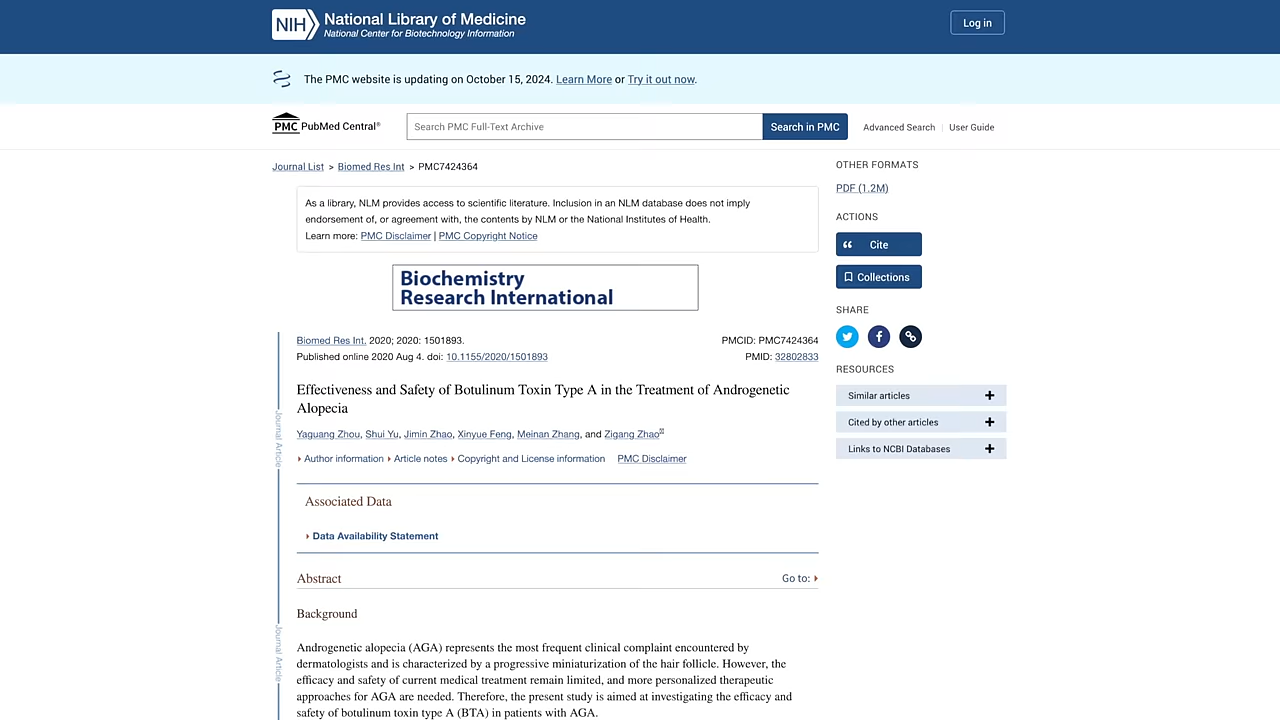 NIH National Library of Medicine
National Center for Biotechnology Information
Log in
The PMC website is updating on October 15, 2024. Learn More or Try it out now.
PMC PubMed Central®
Search PMC Full-Text Archive
Search in PMC
Advanced Search
User Guide
Journal List > Biomed Res Int > PMC7424364
As a library, NLM provides access to scientific literature. Inclusion in an NLM database does not imply
endorsement of, or agreement with, the contents by NLM or the National Institutes of Health.
Learn more: PMC Disclaimer | PMC Copyright Notice
Biochemistry
Research International
Biomed Res Int. 2020; 2020: 1501893.
PMCID: PMC7424364
Published online 2020 Aug 4. doi: 10.1155/2020/1501893
PMID: 32802833
Effectiveness and Safety of Botulinum Toxin Type A in the Treatment of Androgenetic
Alopecia
Yaguang Zhou, Shui Yu, Jimin Zhao, Xinyue Feng, Meinan Zhang, and Zigang Zhao
Author information Article notes Copyright and License information PMC Disclaimer
Associated Data
Data Availability Statement
Abstract
Go to:
Background
Androgenetic alopecia (AGA) represents the most frequent clinical complaint encountered by
dermatologists and is characterized by a progressive miniaturization of the hair follicle. However, the
efficacy and safety of current medical treatment remain limited, and more personalized therapeutic
approaches for AGA are needed. Therefore, the present study is aimed at investigating the efficacy and
safety of botulinum toxin type A (BTA) in patients with AGA.
Journal Article
Journal Article
OTHER FORMATS
PDF (1.2M)
ACTIONS
Cite
Collections
SHARE
RESOURCES
Similar articles
Cited by other articles
Links to NCBI Databases